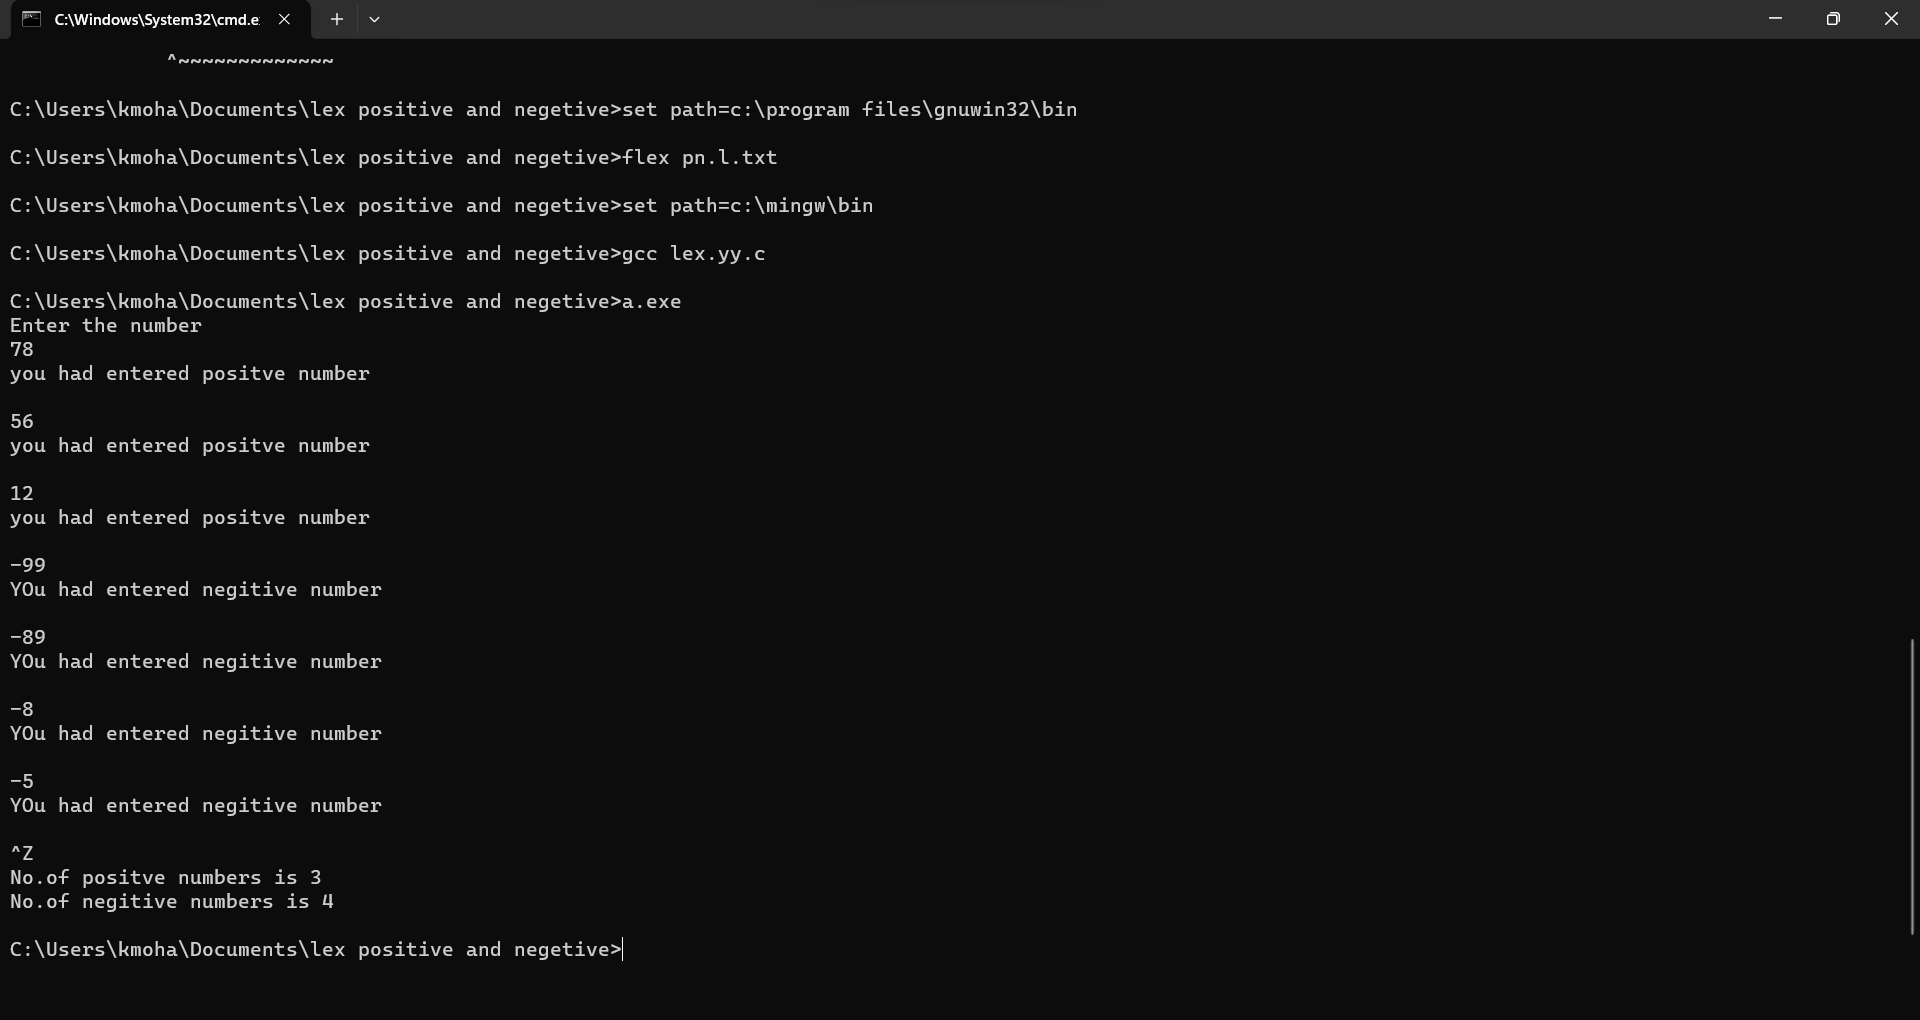 C:\Windows\System32\cmd.e
^~~~~~~~~~~~~~
C:\Users\kmoha\Documents\lex positive and negetive>set path=c:\program files\gnuwin32\bin
C:\Users\kmoha\Documents\lex positive and negetive>flex pn.l.txt
C:\Users\kmoha\Documents\lex positive and negetive>set path=c:\mingw\bin
C:\Users\kmoha\Documents\lex positive and negetive>gcc lex.yy.c
C:\Users\kmoha\Documents\lex positive and negetive>a.exe
Enter the number
78
you had entered positve number
56
you had entered positve number
12
you had entered positve number
-99
YOu had entered negitive number
-89
YOu had entered negitive number
-8
YOu had entered negitive number
-5
YOu had entered negitive number
^Z
No.of positve numbers is 3
No.of negitive numbers is 4
C:\Users\kmoha\Documents\lex positive and negetive>